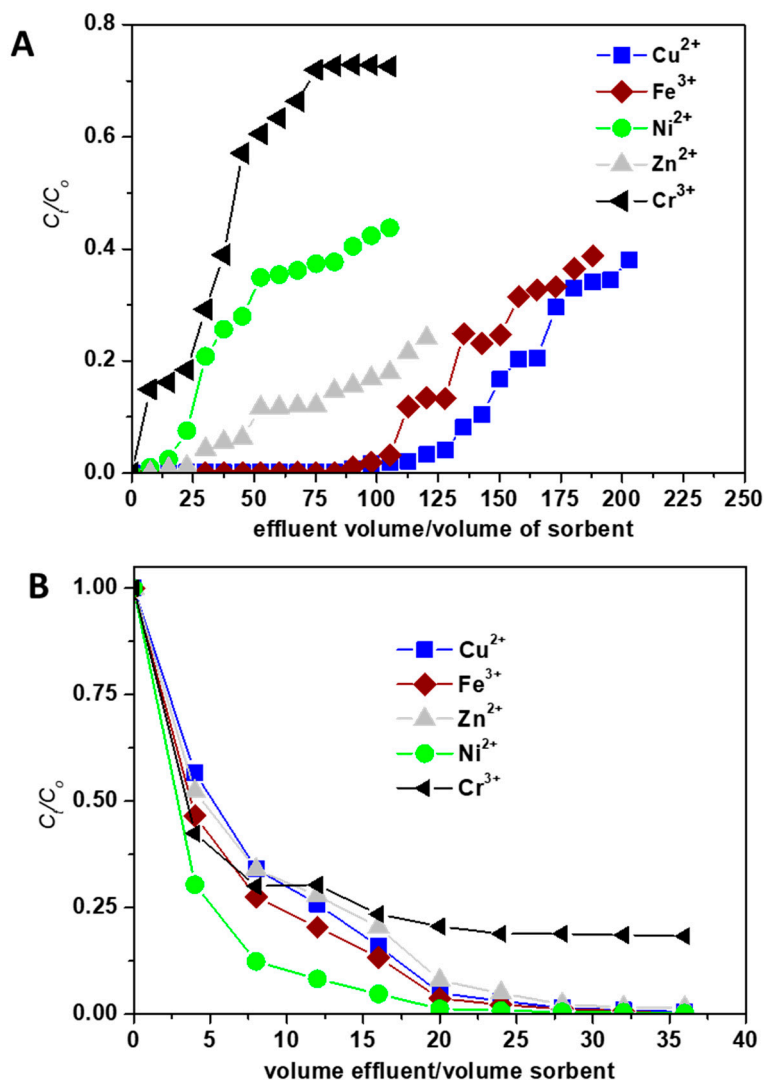 A
0.8
0.6
0.4
0.2
0.0
Cₜ/Cₒ
Cu²⁺
Fe³⁺
Ni²⁺
Zn²⁺
Cr³⁺
0 25 50 75 100 125 150 175 200 225 250
effluent volume/volume of sorbent
B
1.00
0.75
0.50
0.25
0.00
Cₜ/Cₒ
Cu²⁺
Fe³⁺
Zn²⁺
Ni²⁺
Cr³⁺
0 5 10 15 20 25 30 35 40
volume effluent/volume sorbent